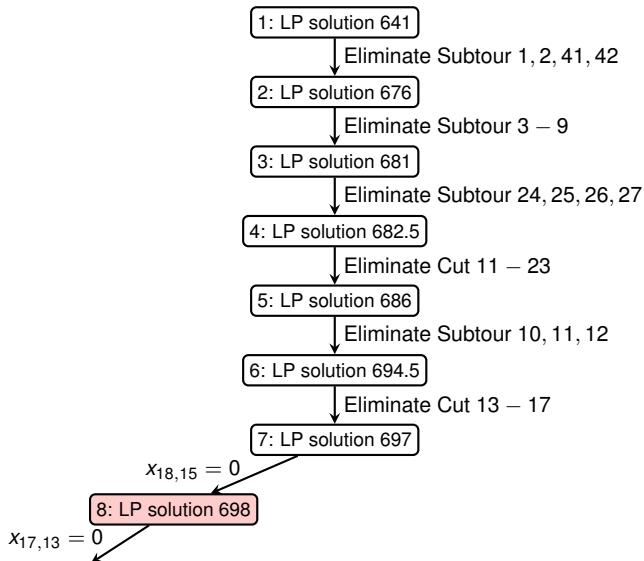 1: LP solution 641
Eliminate Subtour 1, 2, 41, 42
2: LP solution 676
Eliminate Subtour 3 − 9
3: LP solution 681
Eliminate Subtour 24, 25, 26, 27
4: LP solution 682.5
Eliminate Cut 11 − 23
5: LP solution 686
Eliminate Subtour 10, 11, 12
6: LP solution 694.5
Eliminate Cut 13 − 17
7: LP solution 697
x₁₈,₁₅ = 0
8: LP solution 698
x₁₇,₁₃ = 0